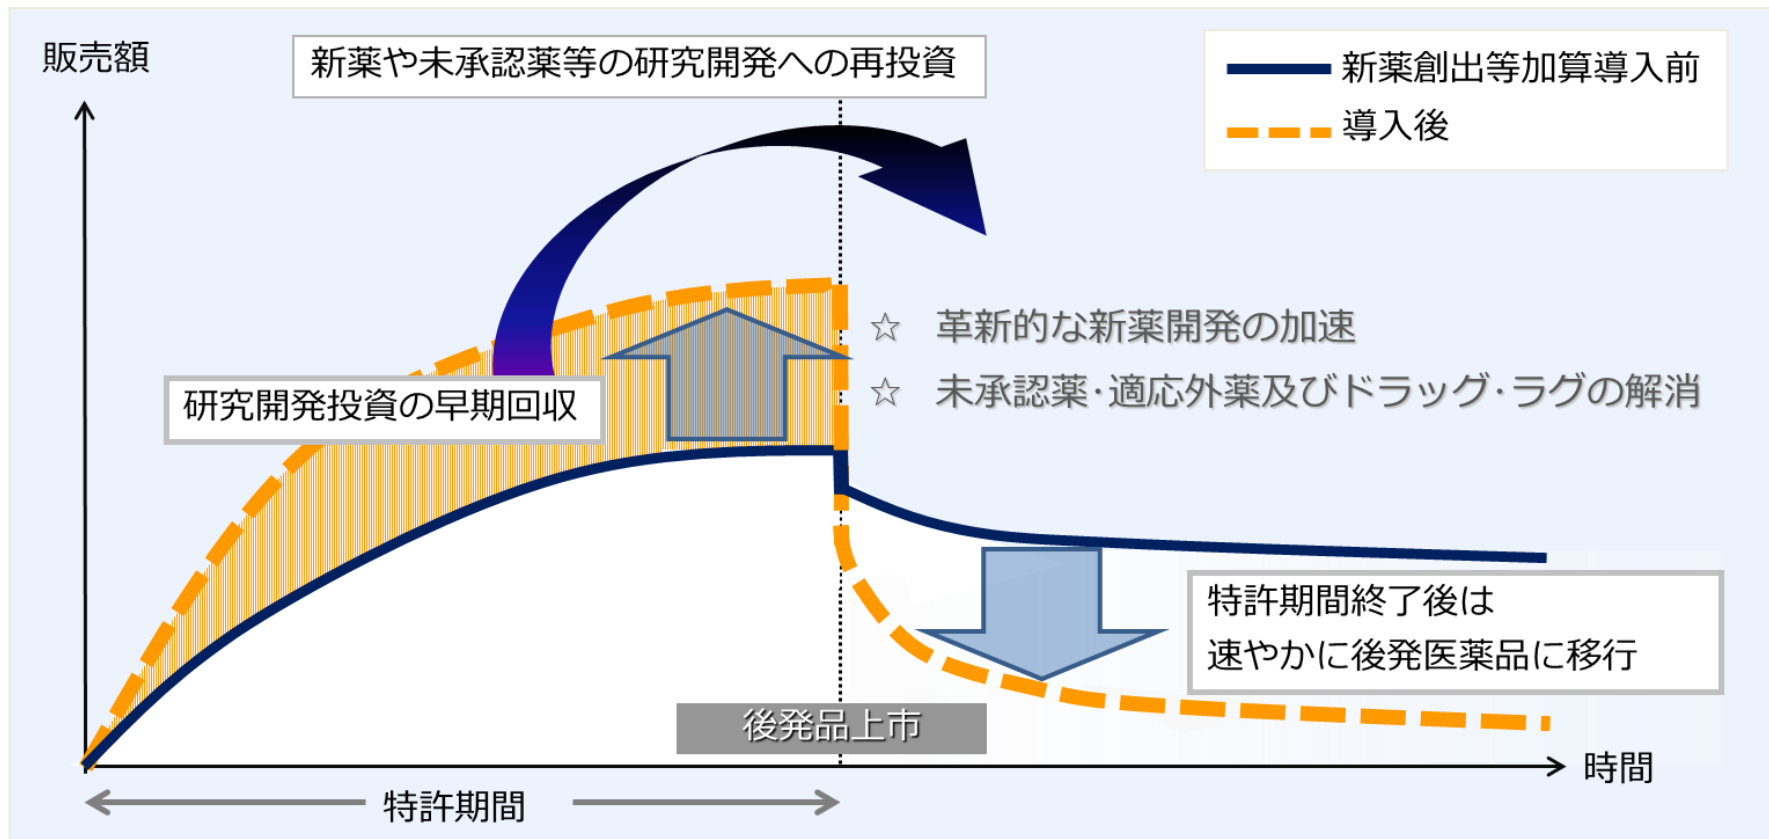 販売額
新薬や未承認薬等の研究開発への再投資
新薬創出等加算導入前
導入後
☆ 革新的な新薬開発の加速
☆ 未承認薬・適応外薬及びドラッグ・ラグの解消
研究開発投資の早期回収
特許期間終了後は
速やかに後発医薬品に移行
後発品上市
時間
特許期間